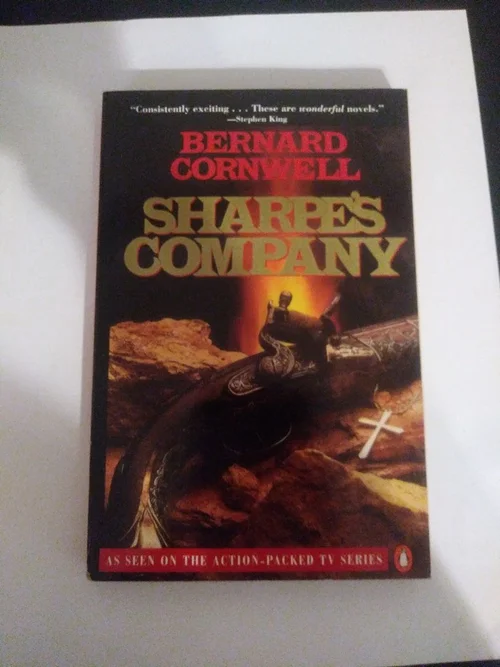 "Consistently exciting . . . These are wonderful novels."
—Stephen King
BERNARD
CORNWELL
SHARPE'S
COMPANY
AS SEEN ON THE ACTION-PACKED TV SERIES